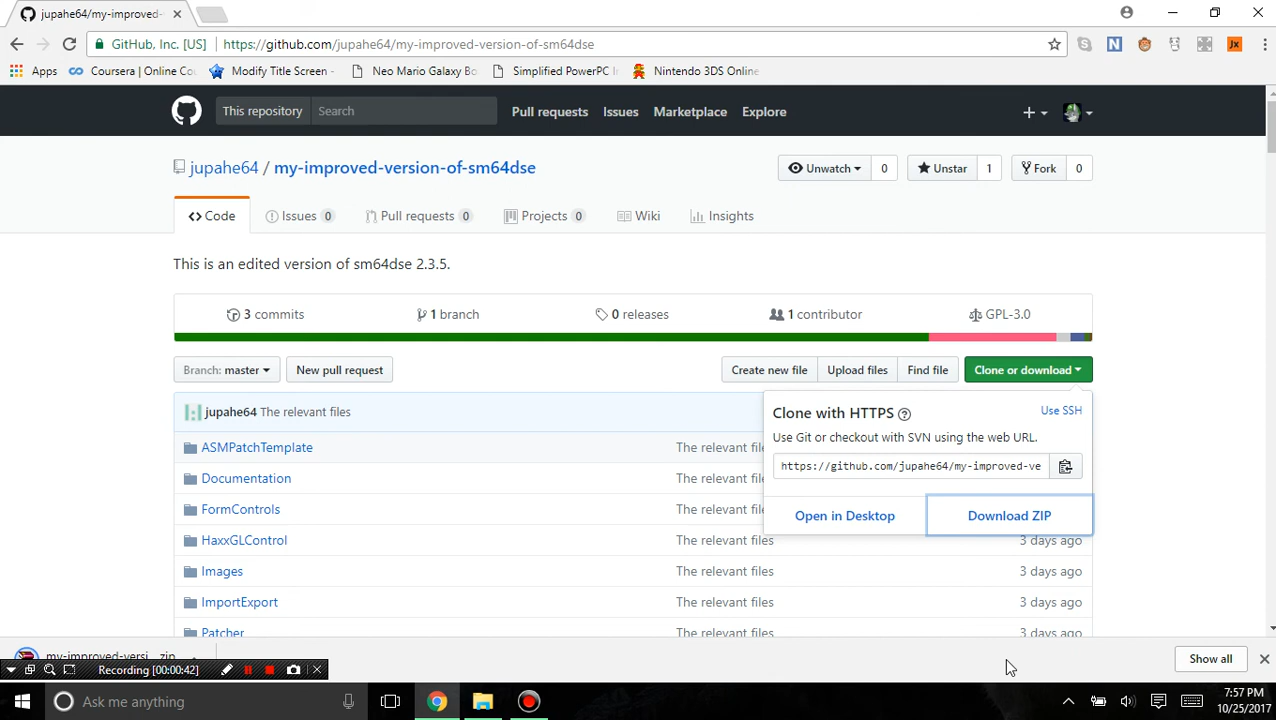 jupahe64/my-improved-
GitHub, Inc. [US] https://github.com/jupahe64/my-improved-version-of-sm64dse
Apps Coursera | Online Co Modify Title Screen - Neo Mario Galaxy Bo Simplified PowerPC Nintendo 3DS Online
This repository Search Pull requests Issues Marketplace Explore
jupahe64 / my-improved-version-of-sm64dse Unwatch 0 Unstar 1 Fork 0
Code Issues 0 Pull requests 0 Projects 0 Wiki Insights
This is an edited version of sm64dse 2.3.5.
3 commits 1 branch 0 releases 1 contributor GPL-3.0
Branch: master New pull request Create new file Upload files Find file Clone or download
jupahe64 The relevant files
Clone with HTTPS ? Use SSH
ASMPatchTemplate The relevant files
Use Git or checkout with SVN using the web URL.
https://github.com/jupahe64/my-improved-ve
Documentation The relevant files
FormControls The relevant files
Open in Desktop Download ZIP
HaxxGLControl The relevant files 3 days ago
Images The relevant files 3 days ago
ImportExport The relevant files 3 days ago
Patcher The relevant files 3 days ago
my-improved-versi....zip Show all
Recording [00:00:42]
Ask me anything 7:57 PM
10/25/2017